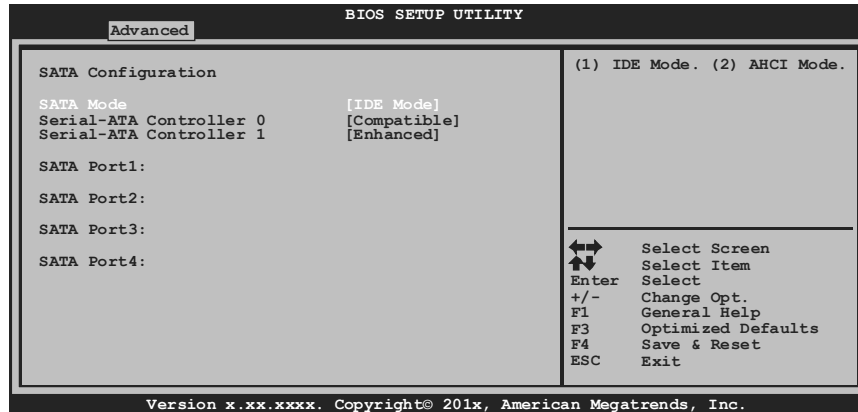 BIOS SETUP UTILITY
Advanced
SATA Configuration
SATA Mode [IDE Mode]
Serial-ATA Controller 0 [Compatible]
Serial-ATA Controller 1 [Enhanced]
SATA Port1:
SATA Port2:
SATA Port3:
SATA Port4:
(1) IDE Mode. (2) AHCI Mode.
Select Screen
Select Item
Enter Select
+/- Change Opt.
F1 General Help
F3 Optimized Defaults
F4 Save & Reset
ESC Exit
Version x.xx.xxxx. Copyright© 201x, American Megatrends, Inc.